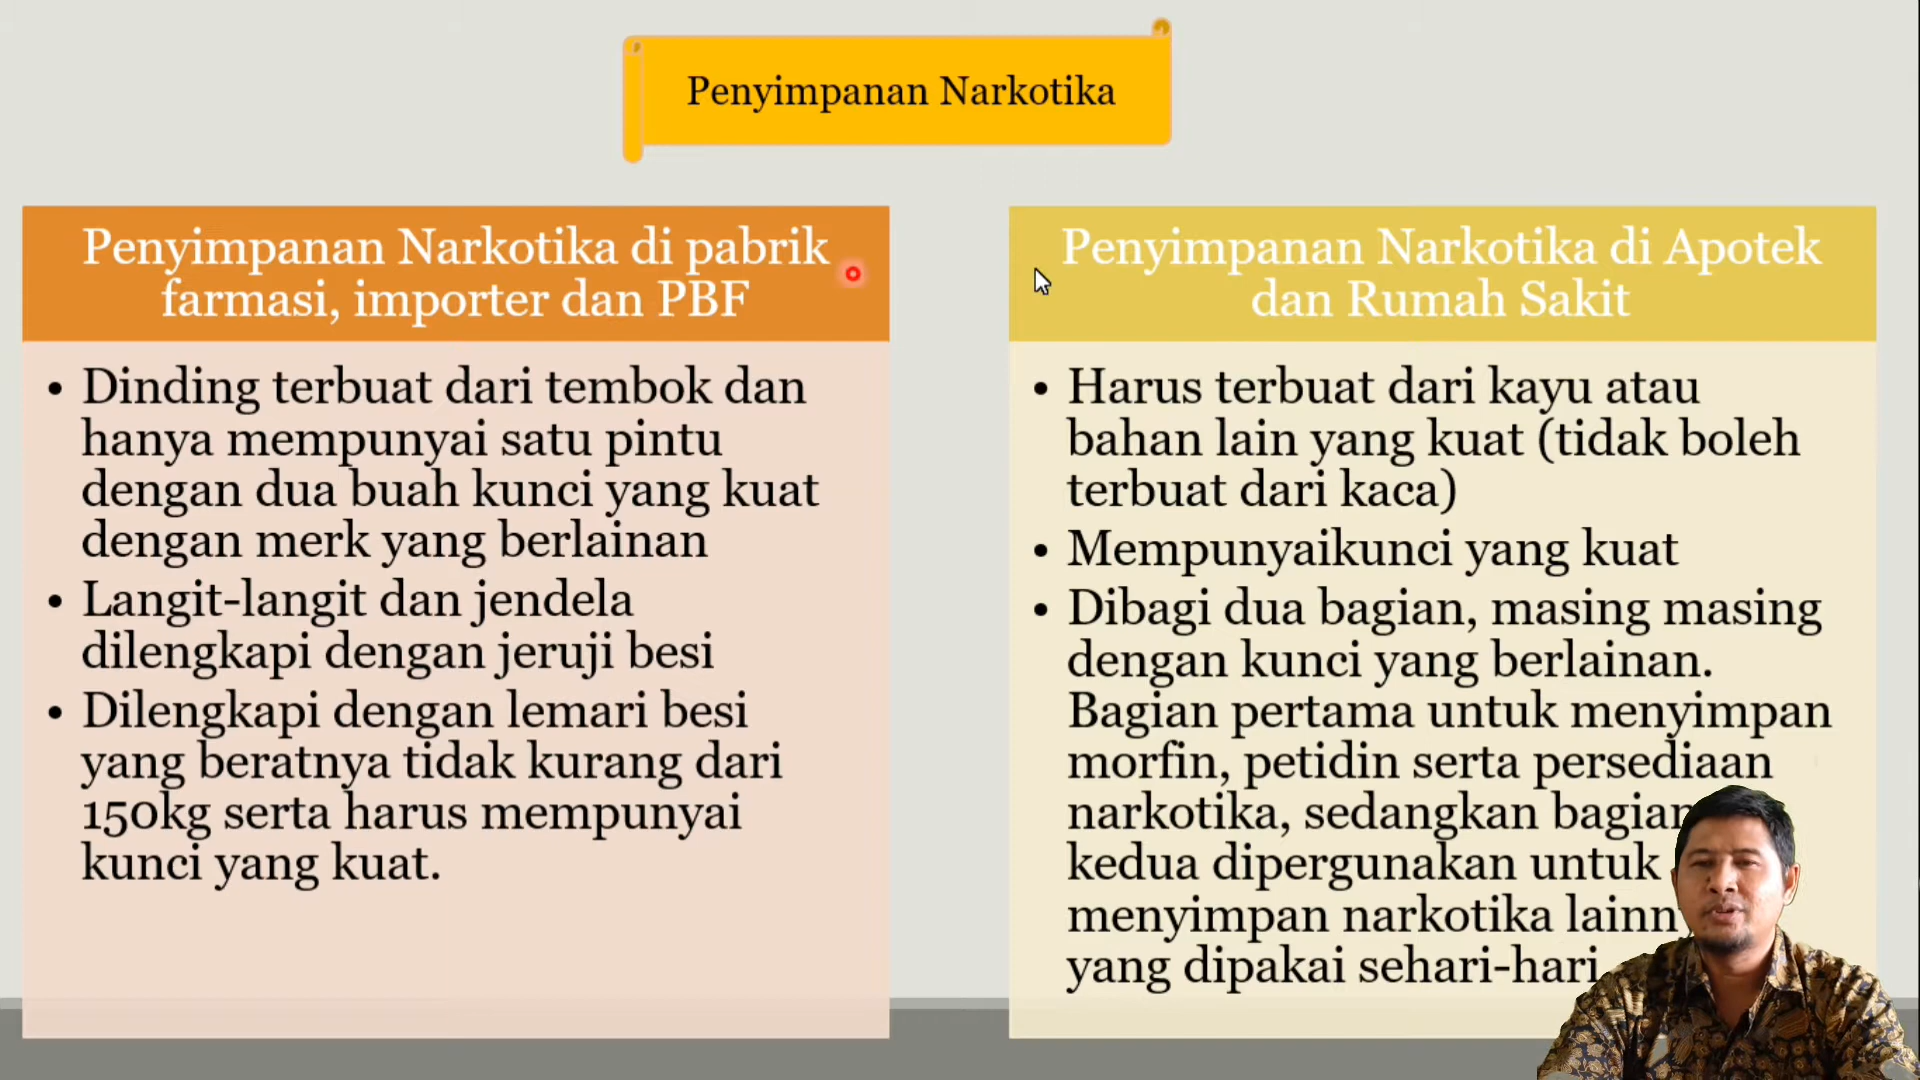 Penyimpanan Narkotika
Penyimpanan Narkotika di pabrik
farmasi, importer dan PBF
• Dinding terbuat dari tembok dan
hanya mempunyai satu pintu
dengan dua buah kunci yang kuat
dengan merk yang berlainan
• Langit-langit dan jendela
dilengkapi dengan jeruji besi
• Dilengkapi dengan lemari besi
yang beratnya tidak kurang dari
150kg serta harus mempunyai
kunci yang kuat.
Penyimpanan Narkotika di Apotek
dan Rumah Sakit
• Harus terbuat dari kayu atau
bahan lain yang kuat (tidak boleh
terbuat dari kaca)
• Mempunyaikunci yang kuat
• Dibagi dua bagian, masing masing
dengan kunci yang berlainan.
Bagian pertama untuk menyimpan
morfin, petidin serta persediaan
narkotika, sedangkan bagian
kedua dipergunakan untuk
menyimpan narkotika
yang dipakai sehari-hari